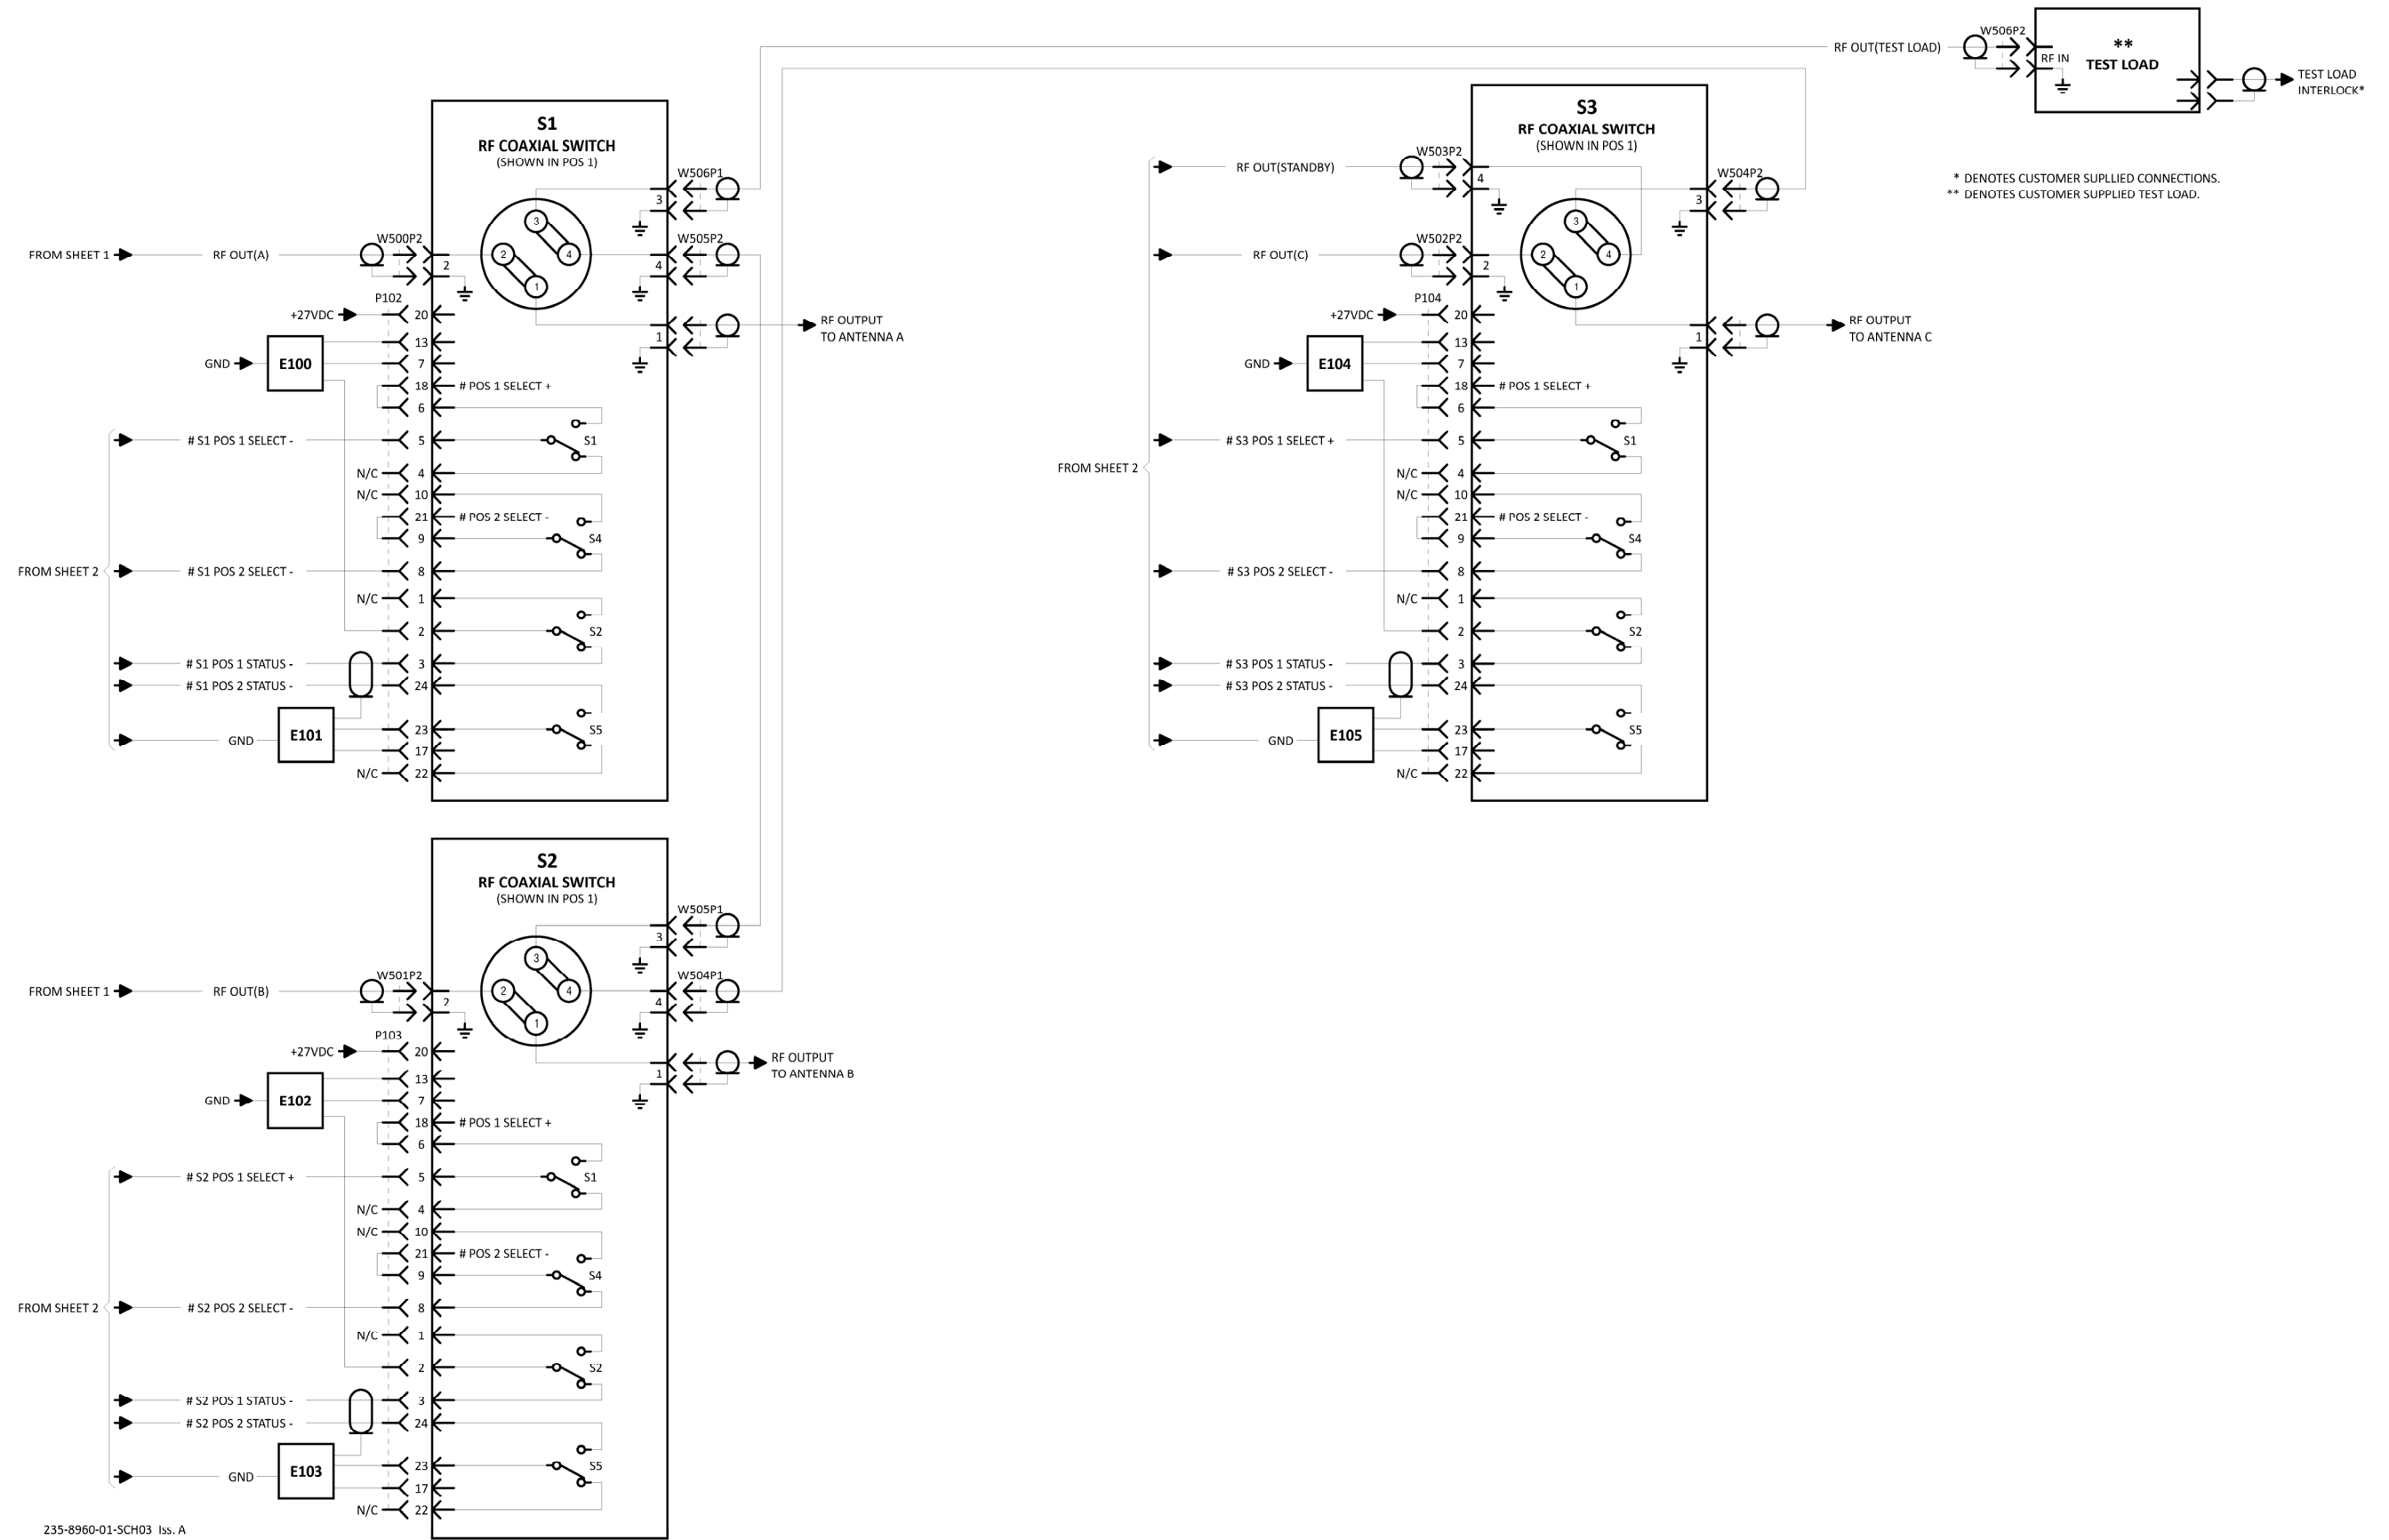 RF OUT(TEST LOAD)
W506P2
RF IN
**
TEST LOAD
TEST LOAD
INTERLOCK*
* DENOTES CUSTOMER SUPLLIED CONNECTIONS.
** DENOTES CUSTOMER SUPPLIED TEST LOAD.
S1
RF COAXIAL SWITCH
(SHOWN IN POS 1)
W506P1
3
W505P2
4
1
3
2
4
1
FROM SHEET 1
RF OUT(A)
W500P2
2
RF OUTPUT
TO ANTENNA A
P102
+27VDC
20
13
GND
E100
7
18
# POS 1 SELECT +
6
# S1 POS 1 SELECT -
5
S1
N/C
4
N/C
10
21
# POS 2 SELECT -
9
S4
FROM SHEET 2
# S1 POS 2 SELECT -
8
N/C
1
2
S2
# S1 POS 1 STATUS -
3
# S1 POS 2 STATUS -
24
GND
E101
23
S5
17
N/C
22
S3
RF COAXIAL SWITCH
(SHOWN IN POS 1)
RF OUT(STANDBY)
W503P2
4
W504P2
3
3
2
4
1
RF OUT(C)
W502P2
2
1
RF OUTPUT
TO ANTENNA C
P104
+27VDC
20
13
GND
E104
7
18
# POS 1 SELECT +
6
# S3 POS 1 SELECT +
5
S1
FROM SHEET 2
N/C
4
N/C
10
21
# POS 2 SELECT -
9
S4
# S3 POS 2 SELECT -
8
N/C
1
2
S2
# S3 POS 1 STATUS -
3
# S3 POS 2 STATUS -
24
GND
E105
23
S5
17
N/C
22
S2
RF COAXIAL SWITCH
(SHOWN IN POS 1)
W505P1
3
W504P1
4
1
3
2
4
1
FROM SHEET 1
RF OUT(B)
W501P2
2
RF OUTPUT
TO ANTENNA B
P103
+27VDC
20
13
GND
E102
7
18
# POS 1 SELECT +
6
# S2 POS 1 SELECT +
5
S1
N/C
4
N/C
10
21
# POS 2 SELECT -
9
S4
FROM SHEET 2
# S2 POS 2 SELECT -
8
N/C
1
2
S2
# S2 POS 1 STATUS -
3
# S2 POS 2 STATUS -
24
GND
E103
23
S5
17
N/C
22
235-8960-01-SCH03 Iss. A